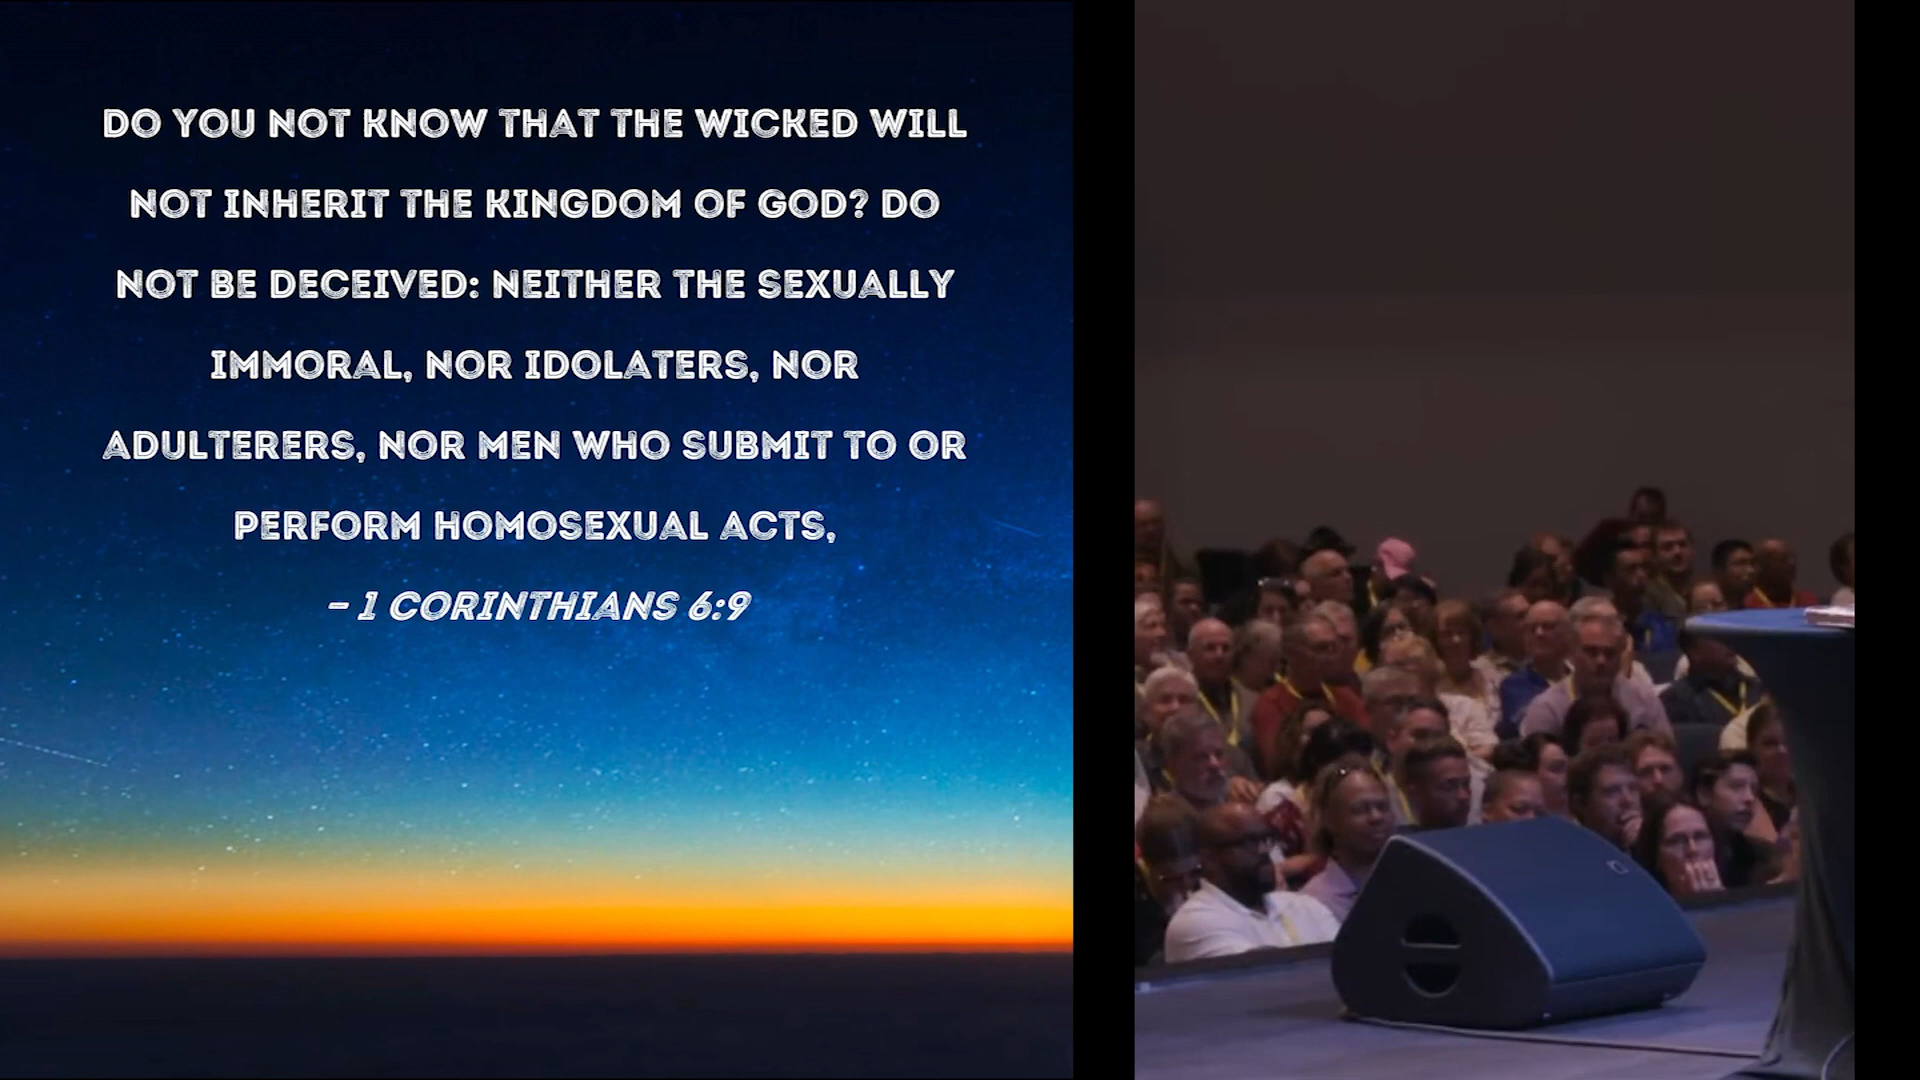 DO YOU NOT KNOW THAT THE WICKED WILL
NOT INHERIT THE KINGDOM OF GOD? DO
NOT BE DECEIVED: NEITHER THE SEXUALLY
IMMORAL, NOR IDOLATERS, NOR
ADULTERERS, NOR MEN WHO SUBMIT TO OR
PERFORM HOMOSEXUAL ACTS,
– 1 CORINTHIANS 6:9